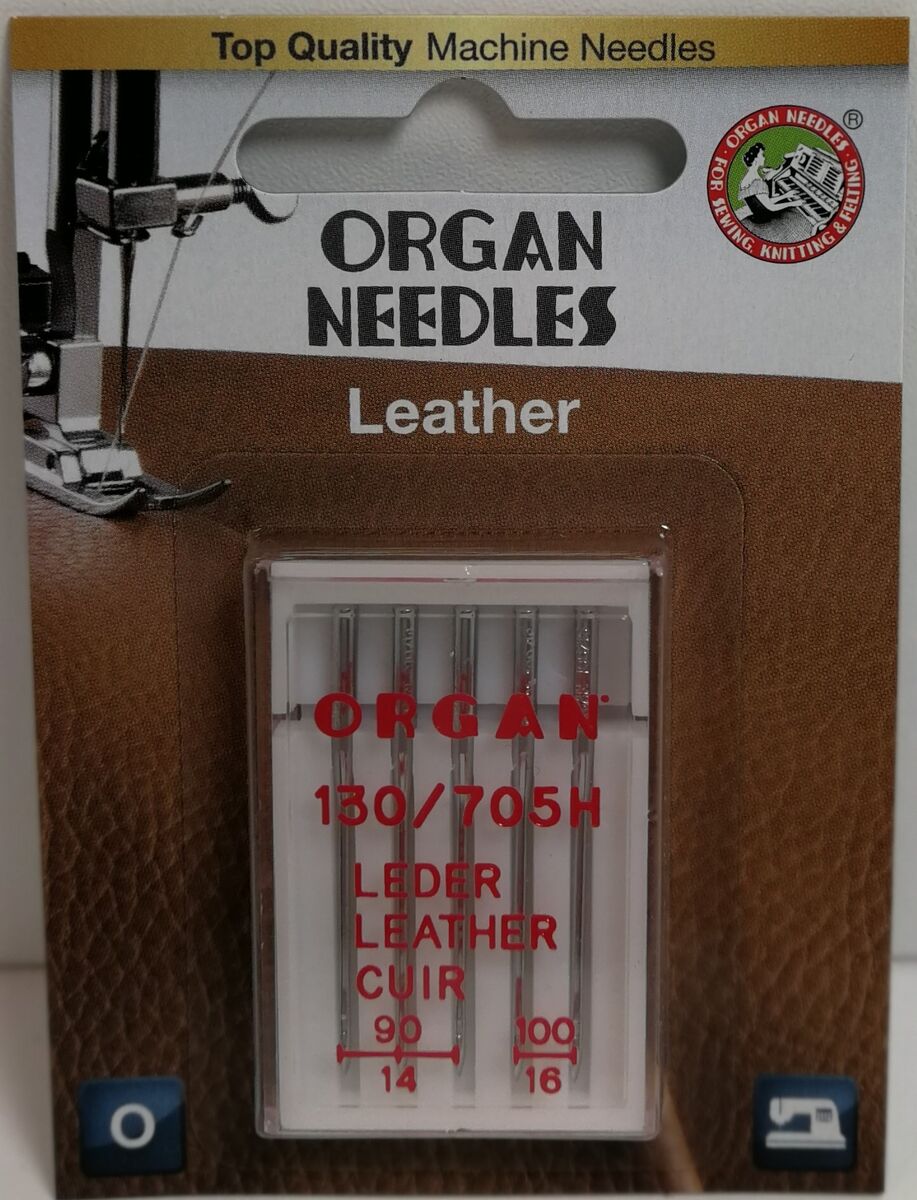 Top Quality Machine Needles
ORGAN NEEDLES
FOR SEWING, KNITTING & FELTING
®
ORGAN
NEEDLES
Leather
ORGAN
130/705H
LEDER
LEATHER
CUIR
90 100
14 16
O